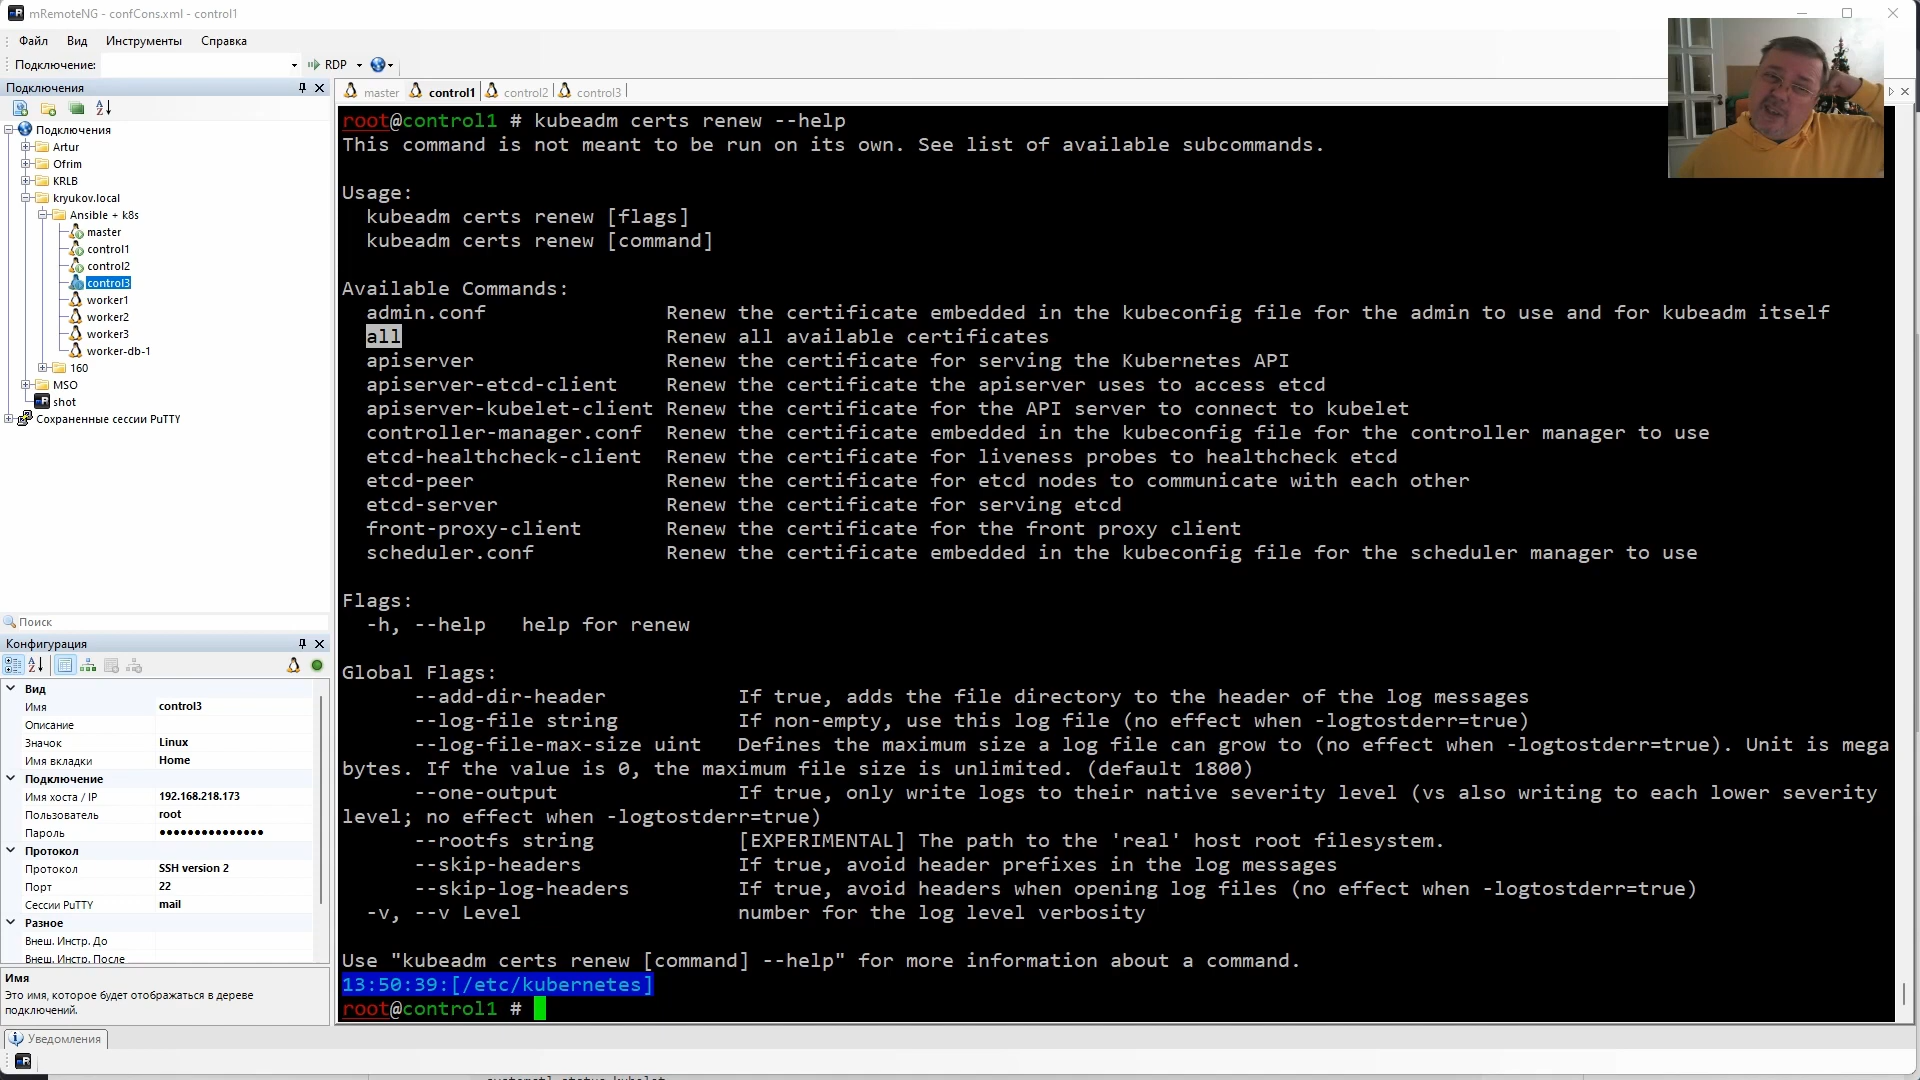 mRemoteNG - confCons.xml - control1
Файл Вид Инструменты Справка
Подключение: RDP
Подключения
Подключения
Artur
Ofrim
KRLB
kryukov.local
Ansible + k8s
master
control1
control2
control3
worker1
worker2
worker3
worker-db-1
160
MSO
shot
Сохраненные сессии PuTTY
Поиск
Конфигурация
Вид
Имя control3
Описание
Значок Linux
Имя вкладки Home
Подключение
Имя хоста / IP 192.168.218.173
Пользователь root
Пароль ●●●●●●●●●●●●●●●
Протокол
Протокол SSH version 2
Порт 22
Сессии PuTTY mail
Разное
Внеш. Инстр. До
Внеш. Инстр. После
Имя
Это имя, которое будет отображаться в дереве
подключений.
Уведомления
master control1 control2 control3
root@control1 # kubeadm certs renew --help
This command is not meant to be run on its own. See list of available subcommands.
Usage:
kubeadm certs renew [flags]
kubeadm certs renew [command]
Available Commands:
admin.conf Renew the certificate embedded in the kubeconfig file for the admin to use and for kubeadm itself
all Renew all available certificates
apiserver Renew the certificate for serving the Kubernetes API
apiserver-etcd-client Renew the certificate the apiserver uses to access etcd
apiserver-kubelet-client Renew the certificate for the API server to connect to kubelet
controller-manager.conf Renew the certificate embedded in the kubeconfig file for the controller manager to use
etcd-healthcheck-client Renew the certificate for liveness probes to healthcheck etcd
etcd-peer Renew the certificate for etcd nodes to communicate with each other
etcd-server Renew the certificate for serving etcd
front-proxy-client Renew the certificate for the front proxy client
scheduler.conf Renew the certificate embedded in the kubeconfig file for the scheduler manager to use
Flags:
-h, --help help for renew
Global Flags:
--add-dir-header If true, adds the file directory to the header of the log messages
--log-file string If non-empty, use this log file (no effect when -logtostderr=true)
--log-file-max-size uint Defines the maximum size a log file can grow to (no effect when -logtostderr=true). Unit is mega
bytes. If the value is 0, the maximum file size is unlimited. (default 1800)
--one-output If true, only write logs to their native severity level (vs also writing to each lower severity
level; no effect when -logtostderr=true)
--rootfs string [EXPERIMENTAL] The path to the 'real' host root filesystem.
--skip-headers If true, avoid header prefixes in the log messages
--skip-log-headers If true, avoid headers when opening log files (no effect when -logtostderr=true)
-v, --v Level number for the log level verbosity
Use "kubeadm certs renew [command] --help" for more information about a command.
13:50:39:[/etc/kubernetes]
root@control1 #